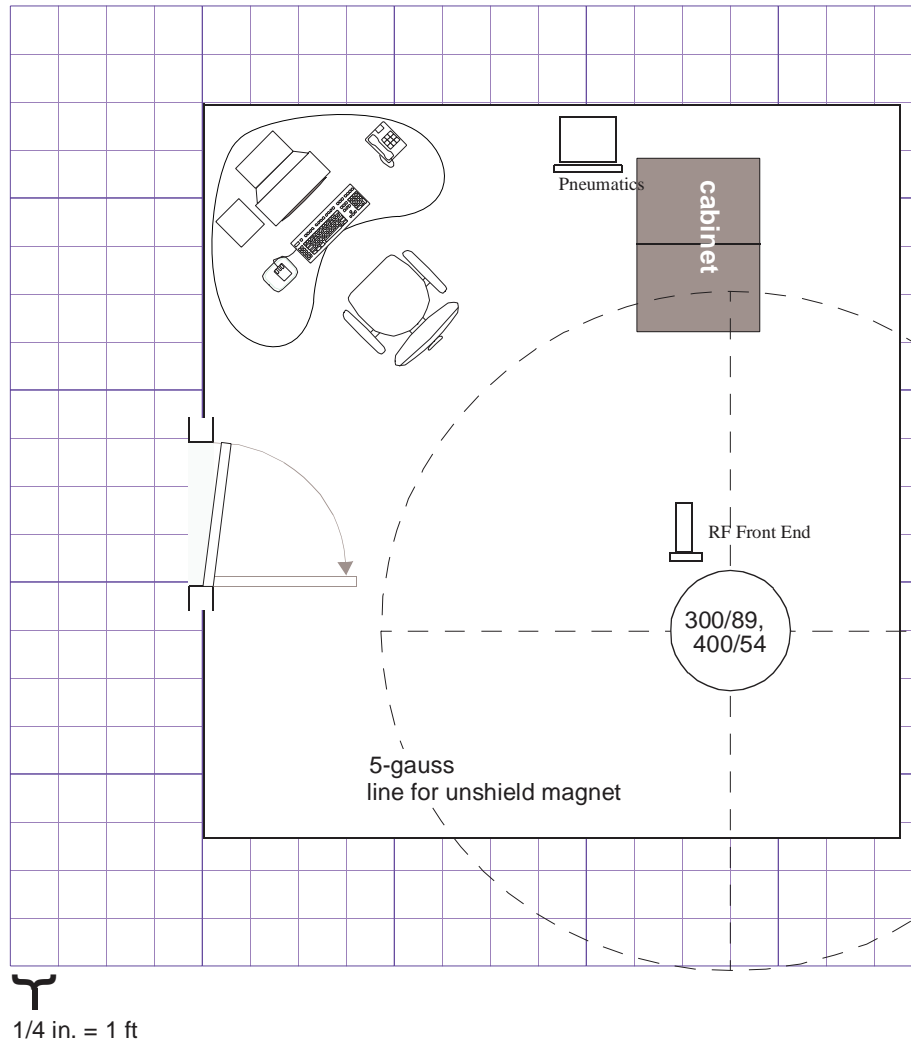 Pneumatics
cabinet
RF Front End
300/89,
400/54
5-gauss
line for unshield magnet
1/4 in. = 1 ft